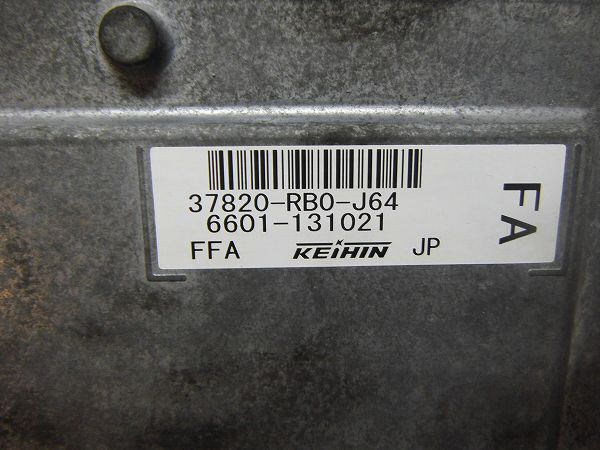 37820-RB0-J64
6601-131021
FFA KEIHIN JP
FA